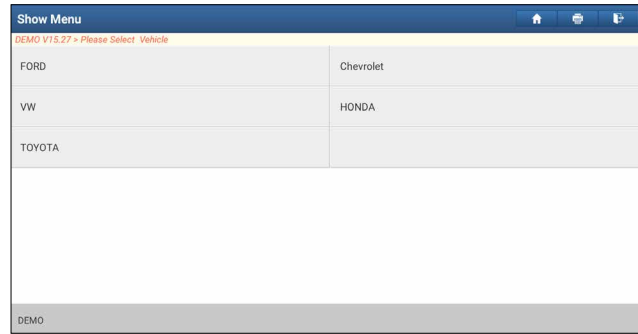 Show Menu
DEMO V15.27 > Please Select Vehicle
FORD
Chevrolet
VW
HONDA
TOYOTA
DEMO